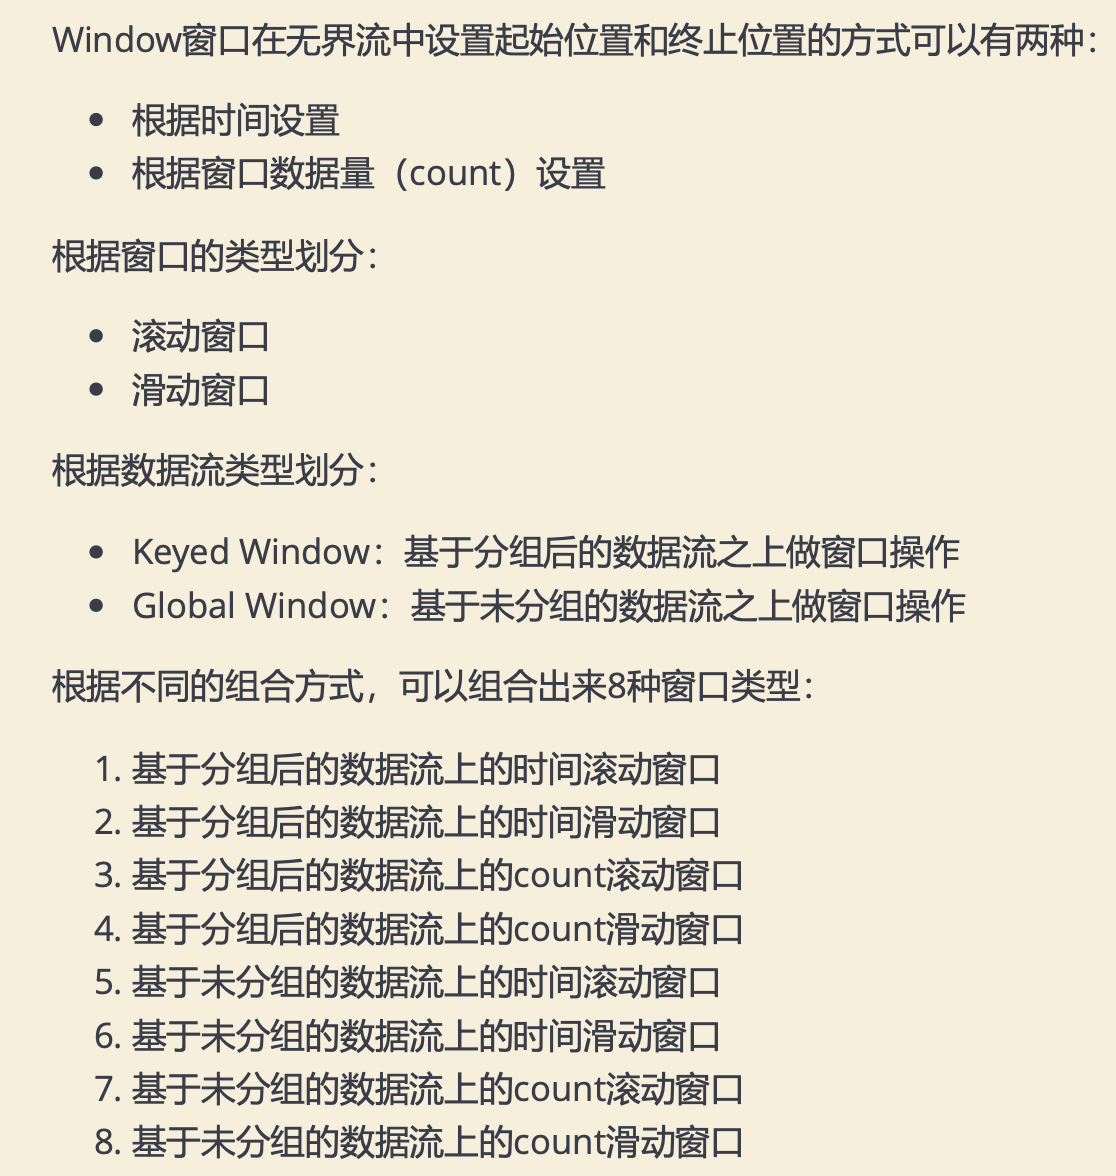 Window窗口在无界流中设置起始位置和终止位置的方式可以有两种：
• 根据时间设置
• 根据窗口数据量（count）设置
根据窗口的类型划分：
• 滚动窗口
• 滑动窗口
根据数据流类型划分：
• Keyed Window：基于分组后的数据流之上做窗口操作
• Global Window：基于未分组的数据流之上做窗口操作
根据不同的组合方式，可以组合出来8种窗口类型：
1. 基于分组后的数据流上的时间滚动窗口
2. 基于分组后的数据流上的时间滑动窗口
3. 基于分组后的数据流上的count滚动窗口
4. 基于分组后的数据流上的count滑动窗口
5. 基于未分组的数据流上的时间滚动窗口
6. 基于未分组的数据流上的时间滑动窗口
7. 基于未分组的数据流上的count滚动窗口
8. 基于未分组的数据流上的count滑动窗口